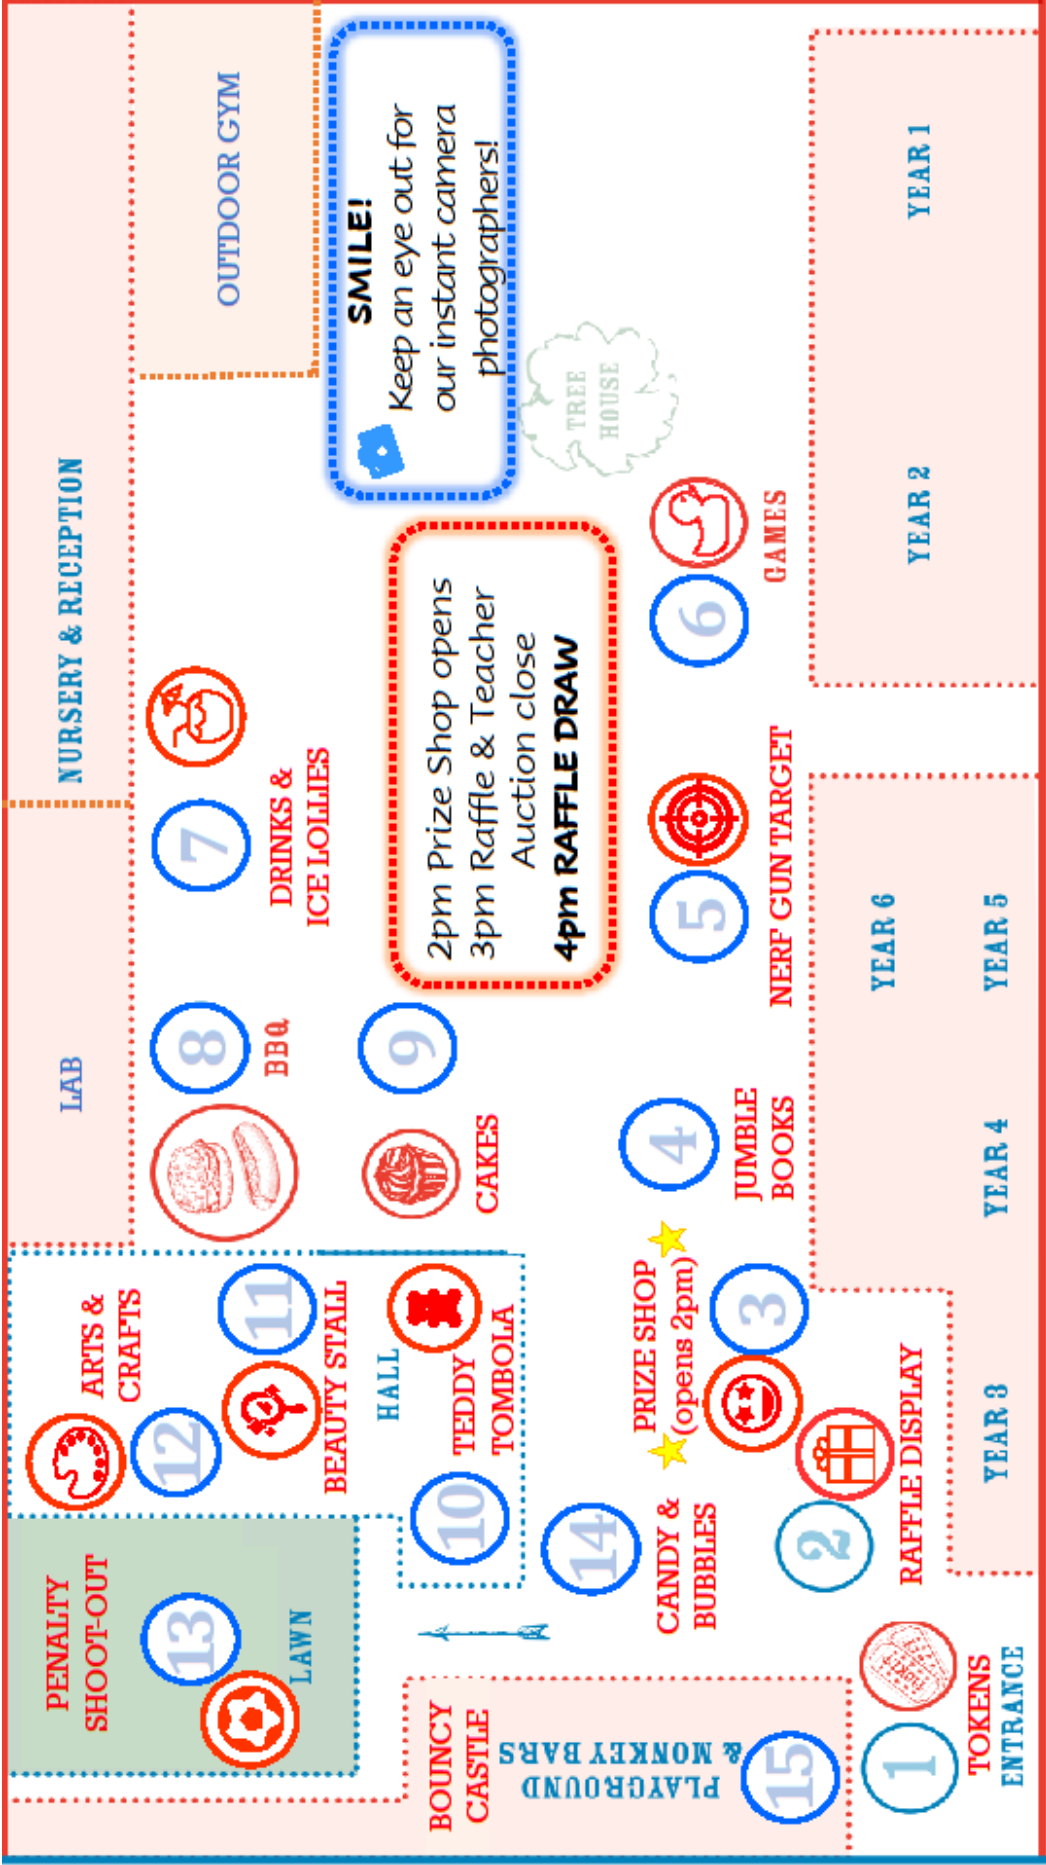 PENALTY
SHOOT-OUT
13
LAWN
ARTS &
CRAFTS
12
11
BEAUTY STALL
HALL
TEDDY
TOMBOLA
10
LAB
8
BBQ
9
CAKES
NURSERY & RECEPTION
7
DRINKS &
ICE LOLLIES
OUTDOOR GYM
SMILE!
Keep an eye out for
our instant camera
photographers!
2pm Prize Shop opens
3pm Raffle & Teacher
Auction close
4pm RAFFLE DRAW
TREE
HOUSE
BOUNCY
CASTLE
PLAYGROUND
& MONKEY BARS
15
14
CANDY &
BUBBLES
PRIZE SHOP
(opens 2pm)
3
4
JUMBLE
BOOKS
5
NERF GUN TARGET
6
GAMES
2
RAFFLE DISPLAY
1
TOKENS
ENTRANCE
YEAR 3
YEAR 4
YEAR 6
YEAR 5
YEAR 2
YEAR 1